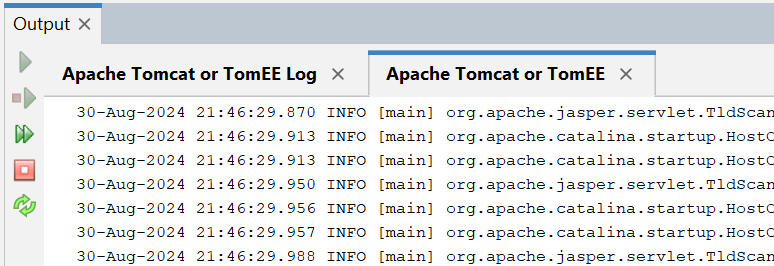 Output
Apache Tomcat or TomEE Log Apache Tomcat or TomEE
30-Aug-2024 21:46:29.870 INFO [main] org.apache.jasper.servlet.TldScan
30-Aug-2024 21:46:29.913 INFO [main] org.apache.catalina.startup.HostC
30-Aug-2024 21:46:29.913 INFO [main] org.apache.catalina.startup.HostC
30-Aug-2024 21:46:29.950 INFO [main] org.apache.jasper.servlet.TldScan
30-Aug-2024 21:46:29.956 INFO [main] org.apache.catalina.startup.HostC
30-Aug-2024 21:46:29.957 INFO [main] org.apache.catalina.startup.HostC
30-Aug-2024 21:46:29.988 INFO [main] org.apache.jasper.servlet.TldScan